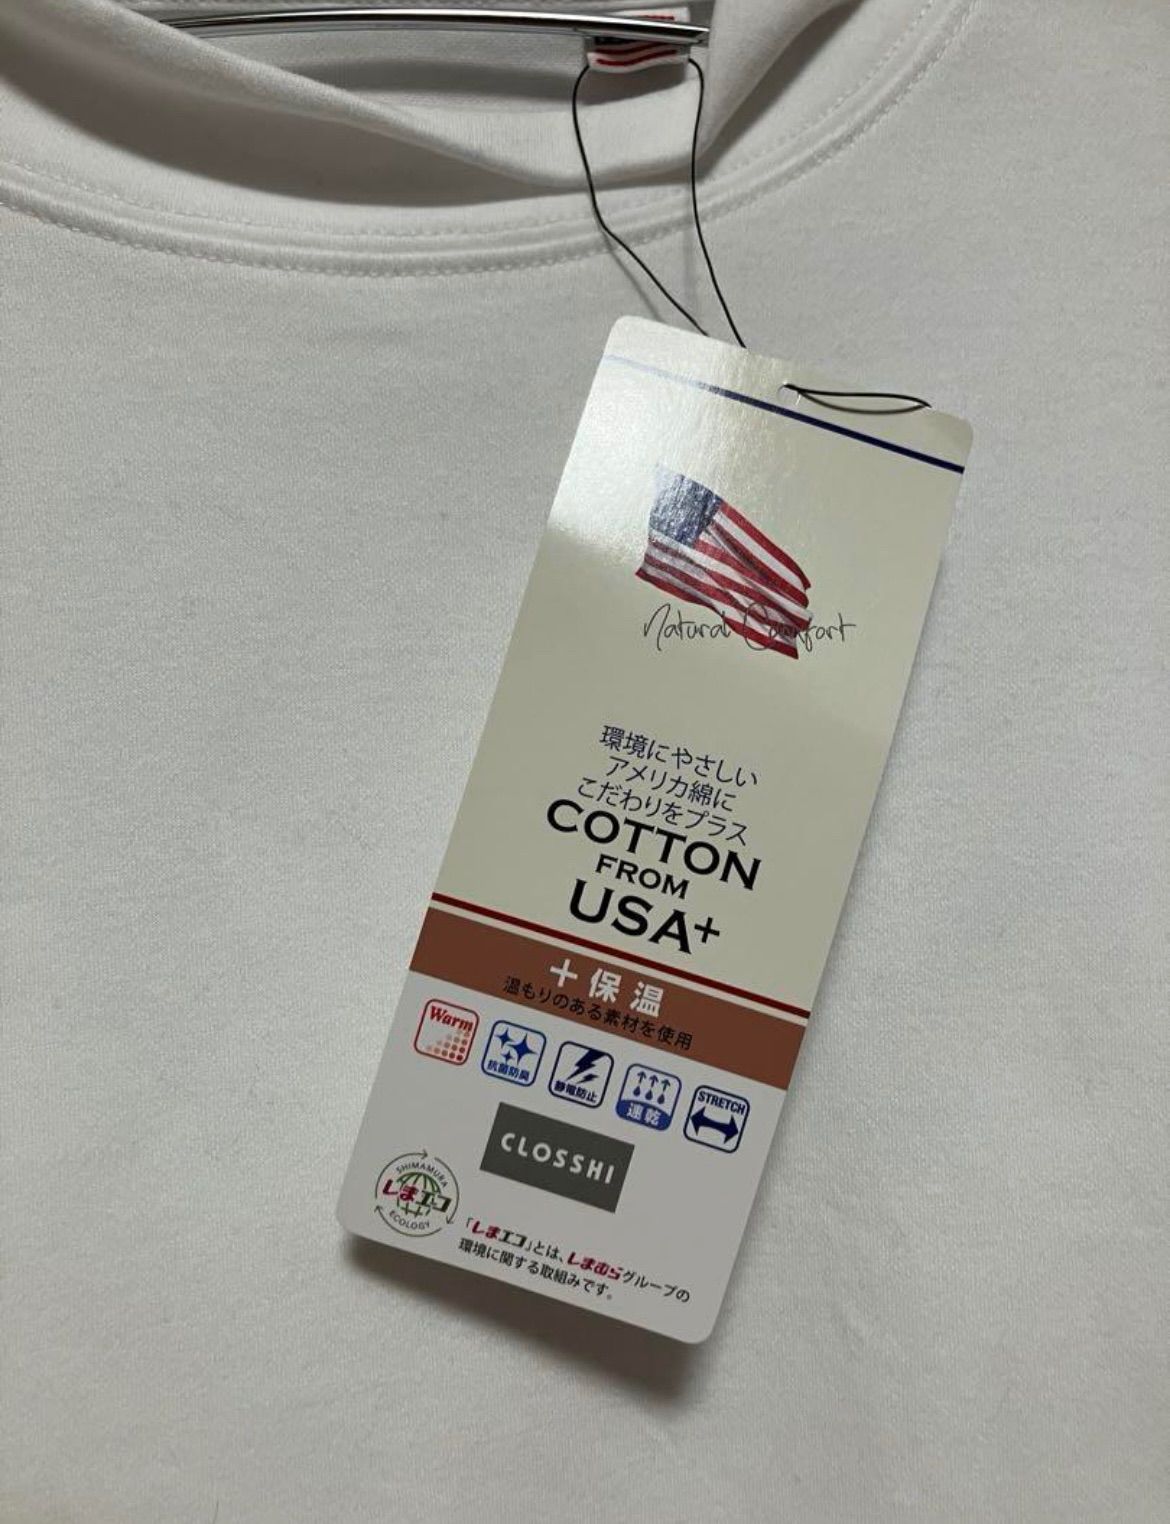 Natural Comfort
環境にやさしい
アメリカ綿に
こだわりをプラス
COTTON
FROM
USA+
＋保温
温もりのある素材を使用
Warm
抗菌防臭
静電防止
速乾
STRETCH
CLOSSHI
SHIMAMURA
しまエコ
ECOLOGY
「しまエコ」とは、しまむらグループの
環境に関する取組みです。